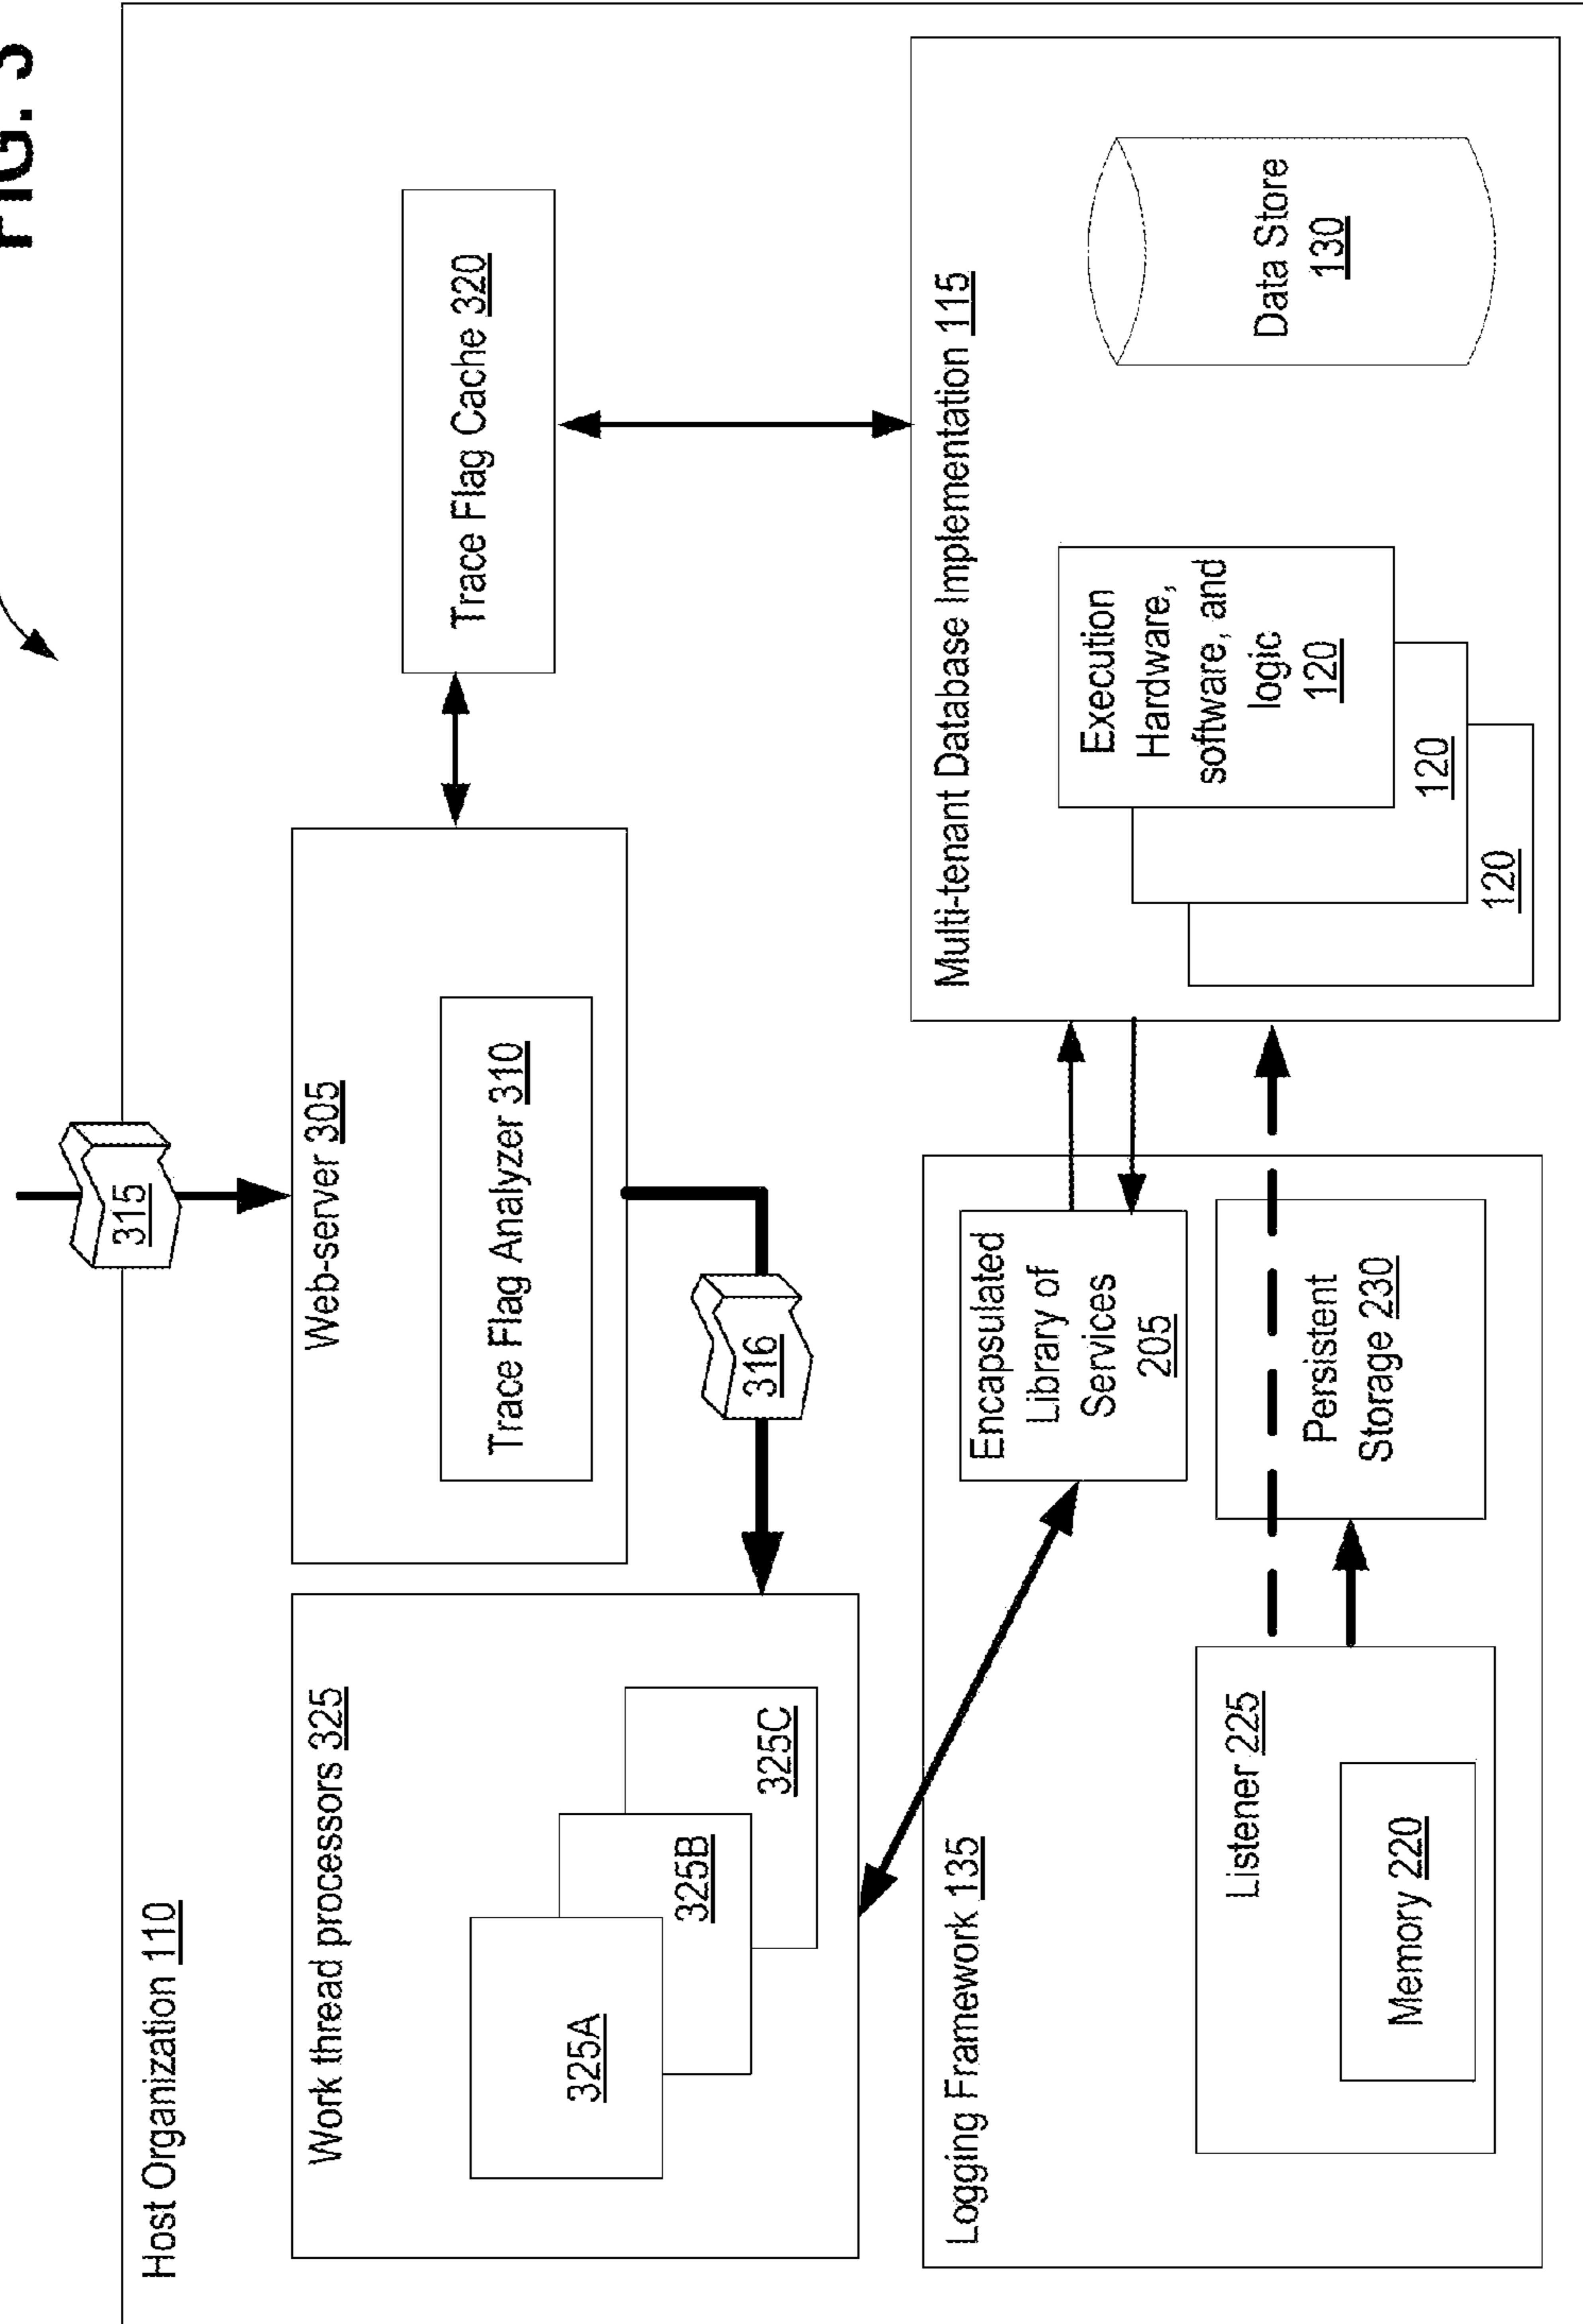 FIG. 3
Host Organization 110
315
Work thread processors 325
325A
325B
325C
Web-server 305
Trace Flag Analyzer 310
316
Trace Flag Cache 320
Logging Framework 135
Listener 225
Memory 220
Encapsulated
Library of
Services
205
Persistent
Storage 230
Multi-tenant Database Implementation 115
Execution
Hardware,
software, and
logic
120
120
120
Data Store
130